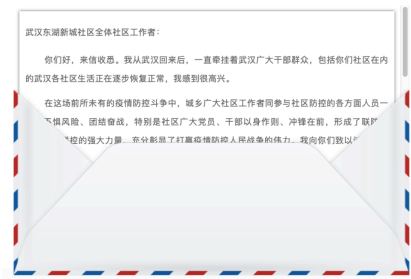 武汉东湖新城社区全体社区工作者：
你们好，来信收悉。我从武汉回来后，一直牵挂着武汉广大干部群众，包括你们社区在内
的武汉各社区生活正在逐步恢复正常，我感到很高兴。
在这场前所未有的疫情防控斗争中，城乡广大社区工作者同参与社区防控的各方面人员一
不惧风险、团结奋战，特别是社区广大党员、干部以身作则、冲锋在前，形成了联防
控的强大力量，充分彰显了打赢疫情防控人民战争的伟力。我向你们致以